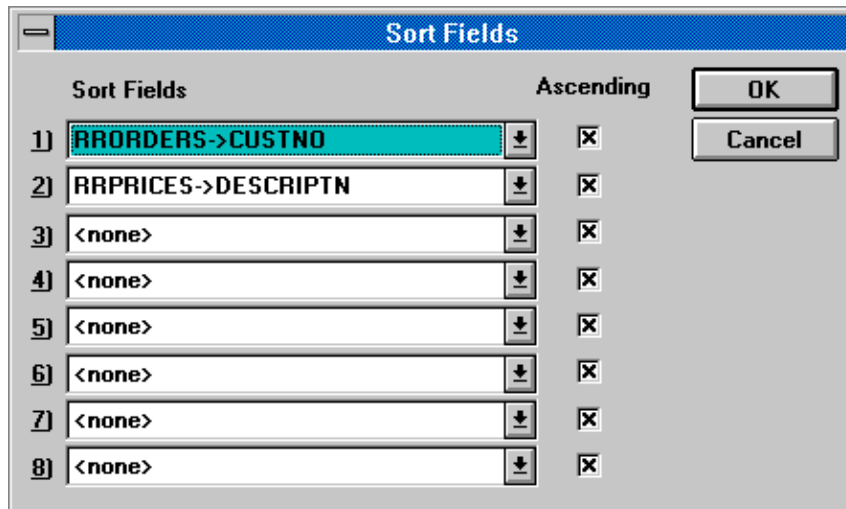 Sort Fields
Sort Fields Ascending OK
1) RRORDERS->CUSTNO Cancel
2) RRPRICES->DESCRIPTN
3) <none>
4) <none>
5) <none>
6) <none>
7) <none>
8) <none>